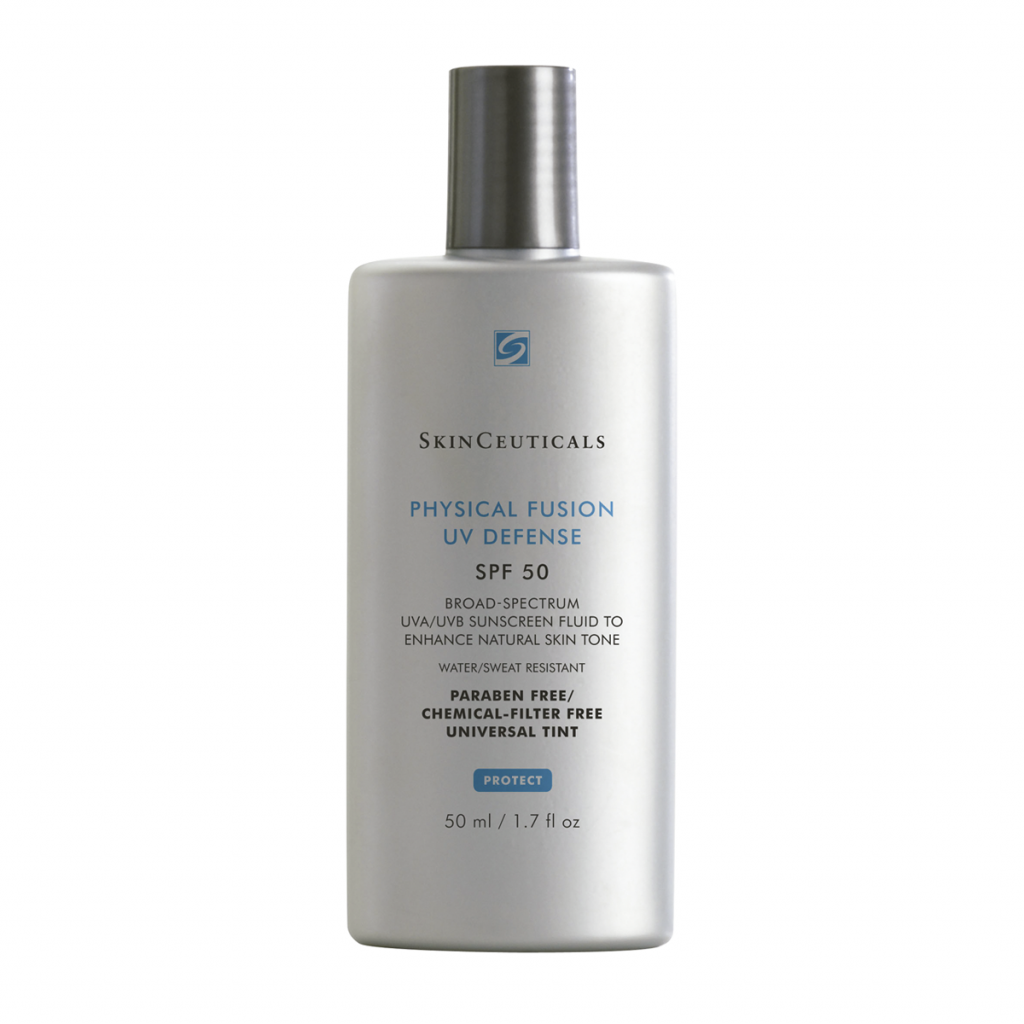 SKINCEUTICALS
PHYSICAL FUSION
UV DEFENSE
SPF 50
BROAD-SPECTRUM
UVA/UVB SUNSCREEN FLUID TO
ENHANCE NATURAL SKIN TONE
WATER/SWEAT RESISTANT
PARABEN FREE/
CHEMICAL-FILTER FREE
UNIVERSAL TINT
PROTECT
50 ml / 1.7 fl oz